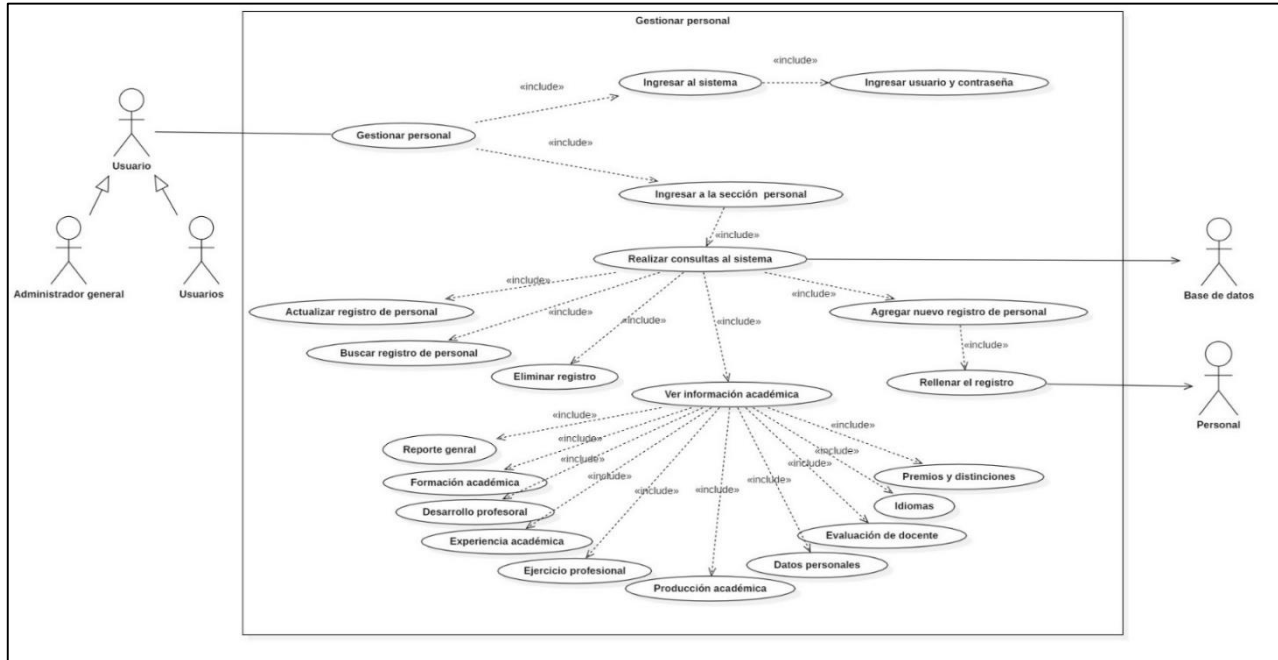 Gestionar personal
«include»
Ingresar al sistema
Ingresar usuario y contraseña
«include»
Gestionar personal
«include»
Usuario
Ingresar a la sección personal
«include»
Realizar consultas al sistema
Administrador general
Usuarios
Base de datos
«include»
«include»
Actualizar registro de personal
«include»
Agregar nuevo registro de personal
«include»
«include»
«include»
Buscar registro de personal
Eliminar registro
Rellenar el registro
Ver información académica
Personal
«include»
«include»
Reporte genral
«include»
«include»
Premios y distinciones
Formación académica
«include»
«include»
«include»
«include»
«include»
«include»
Idiomas
Desarrollo profesoral
Evaluación de docente
Experiencia académica
Datos personales
Ejercicio profesional
Producción académica